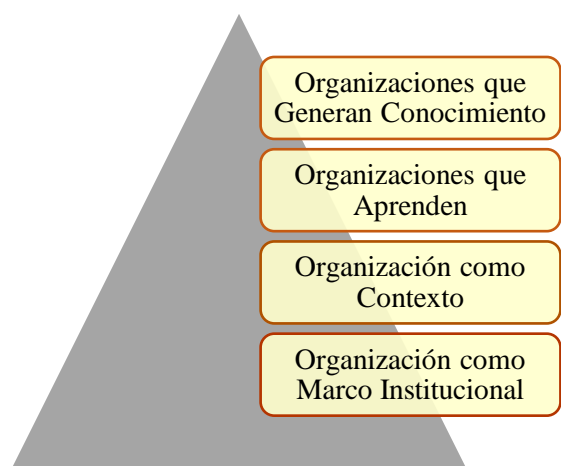 Organizaciones que
Generan Conocimiento
Organizaciones que
Aprenden
Organización como
Contexto
Organización como
Marco Institucional